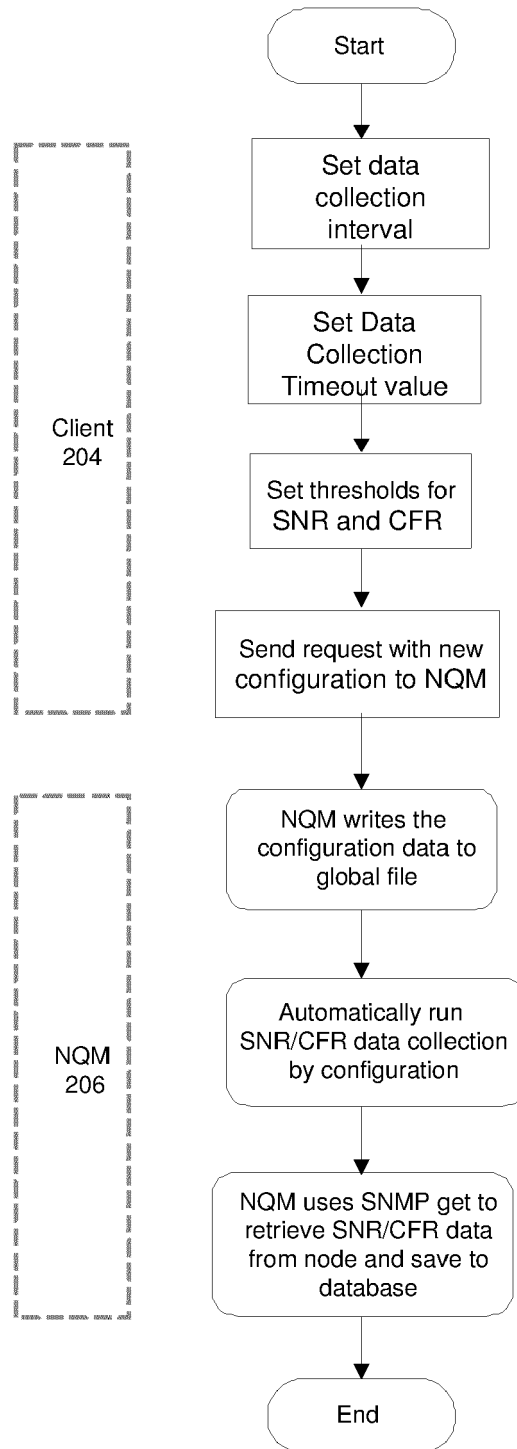 Start
Set data
collection
interval
Set Data
Collection
Timeout value
Client
204
Set thresholds for
SNR and CFR
Send request with new
configuration to NQM
NQM writes the
configuration data to
global file
Automatically run
SNR/CFR data collection
by configuration
NQM
206
NQM uses SNMP get to
retrieve SNR/CFR data
from node and save to
database
End